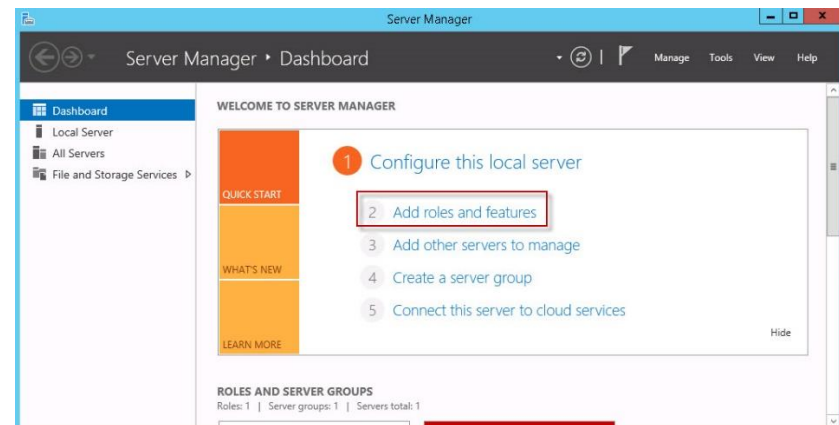 Server Manager
Server Manager ‣ Dashboard
Manage Tools View Help
Dashboard
Local Server
All Servers
File and Storage Services
WELCOME TO SERVER MANAGER
QUICK START
WHAT'S NEW
LEARN MORE
1 Configure this local server
2 Add roles and features
3 Add other servers to manage
4 Create a server group
5 Connect this server to cloud services
Hide
ROLES AND SERVER GROUPS
Roles: 1 | Server groups: 1 | Servers total: 1